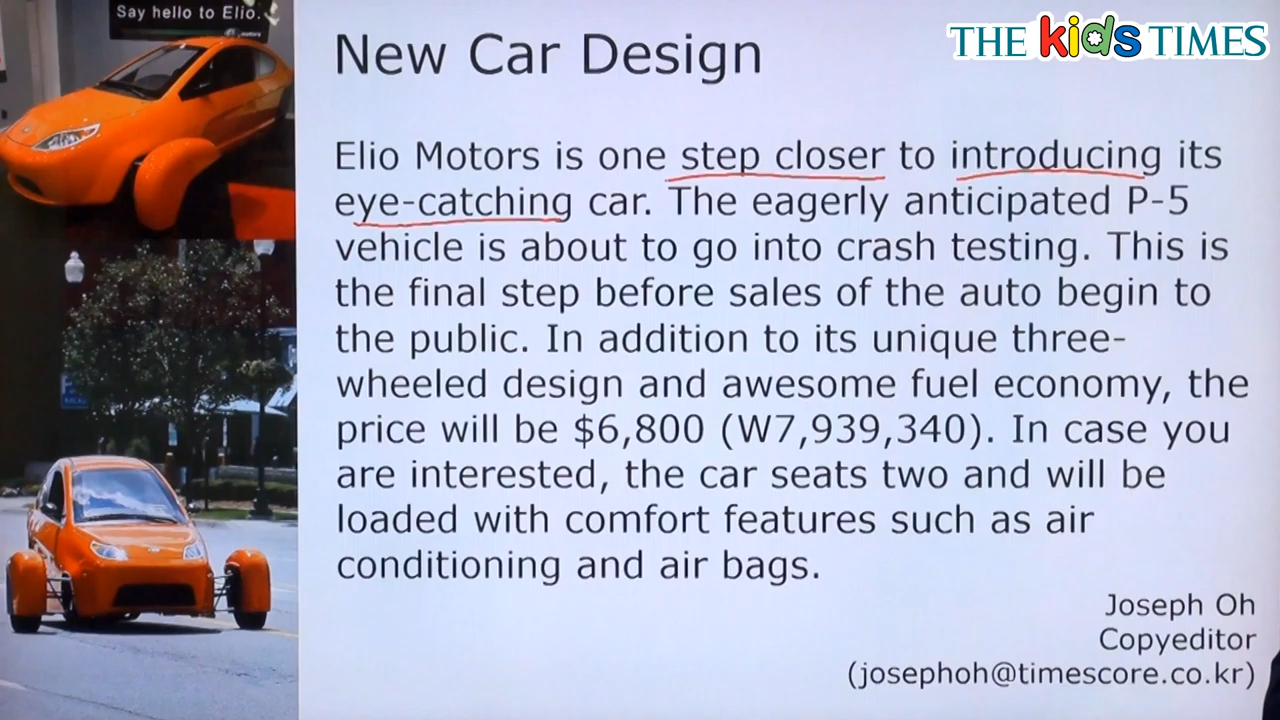 Say hello to Elio.
THE kids TIMES
New Car Design
Elio Motors is one step closer to introducing its
eye-catching car. The eagerly anticipated P-5
vehicle is about to go into crash testing. This is
the final step before sales of the auto begin to
the public. In addition to its unique three-
wheeled design and awesome fuel economy, the
price will be $6,800 (W7,939,340). In case you
are interested, the car seats two and will be
loaded with comfort features such as air
conditioning and air bags.
Joseph Oh
Copyeditor
(josephoh@timescore.co.kr)